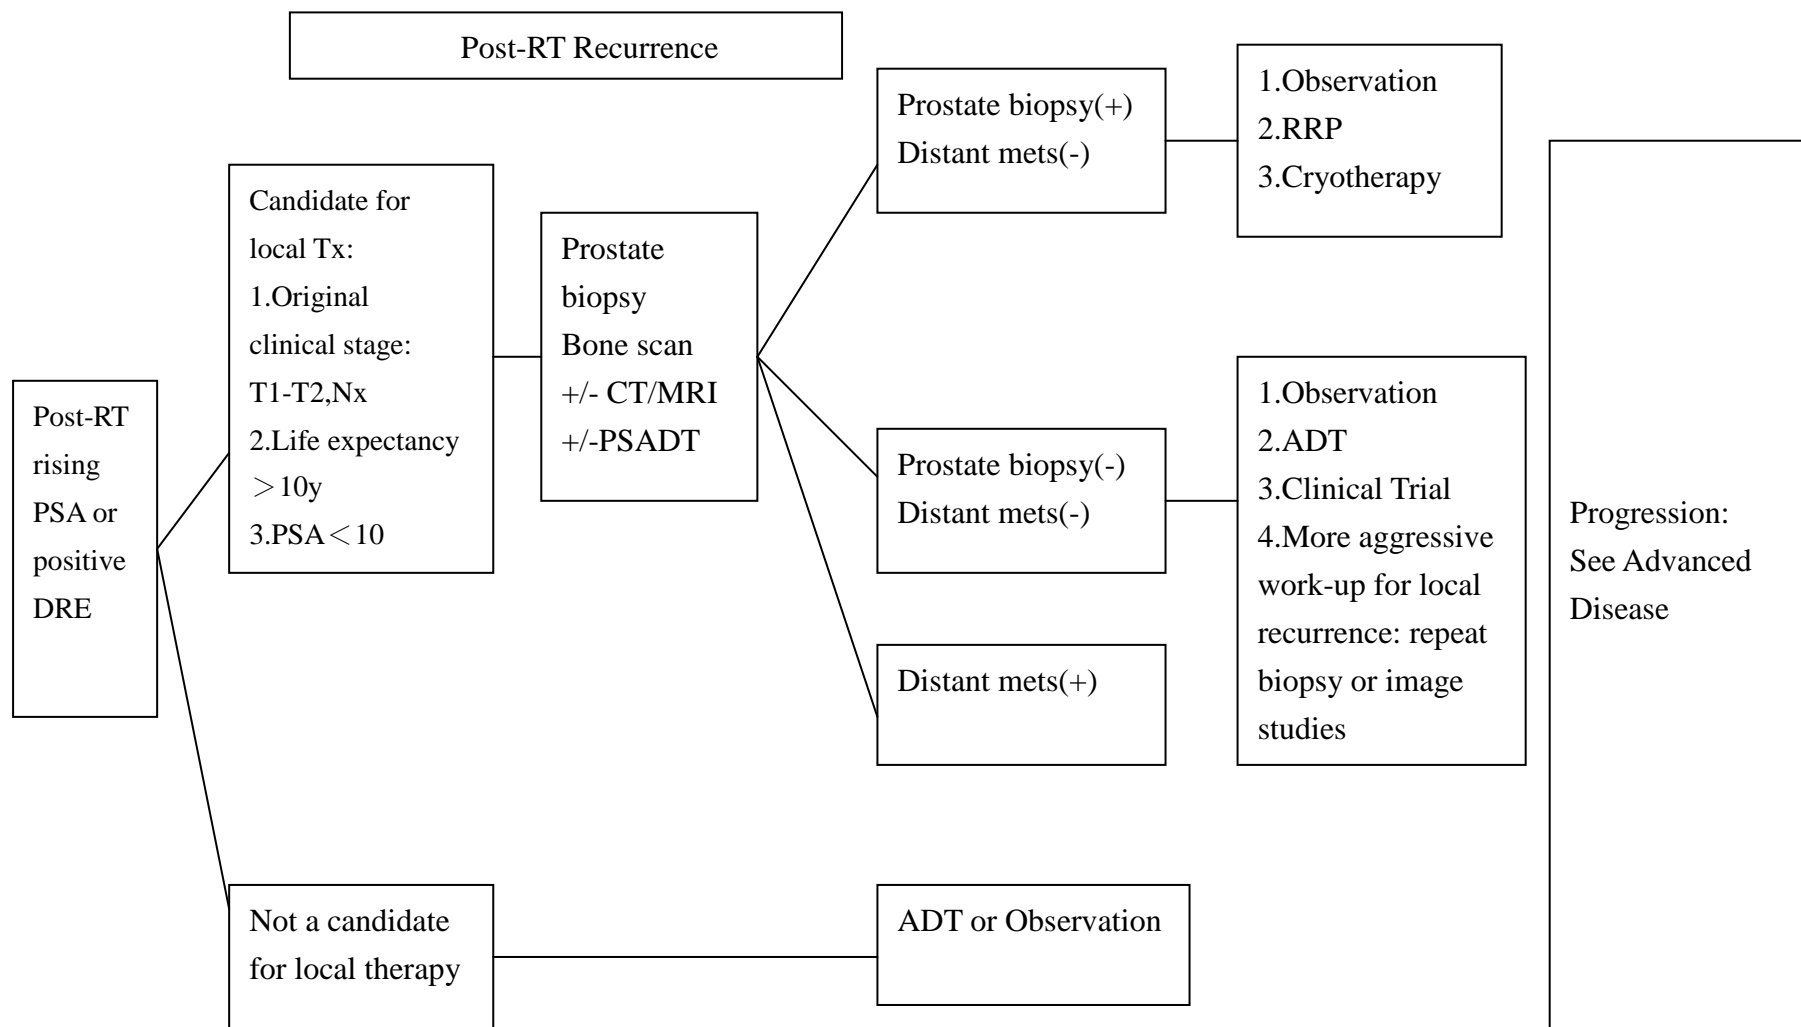 Post-RT Recurrence
Post-RT
rising
PSA or
positive
DRE
Candidate for
local Tx:
1.Original
clinical stage:
T1-T2,Nx
2.Life expectancy
＞10y
3.PSA＜10
Prostate
biopsy
Bone scan
+/- CT/MRI
+/-PSADT
Prostate biopsy(+)
Distant mets(-)
1.Observation
2.RRP
3.Cryotherapy
Prostate biopsy(-)
Distant mets(-)
1.Observation
2.ADT
3.Clinical Trial
4.More aggressive
work-up for local
recurrence: repeat
biopsy or image
studies
Distant mets(+)
Not a candidate
for local therapy
ADT or Observation
Progression:
See Advanced
Disease